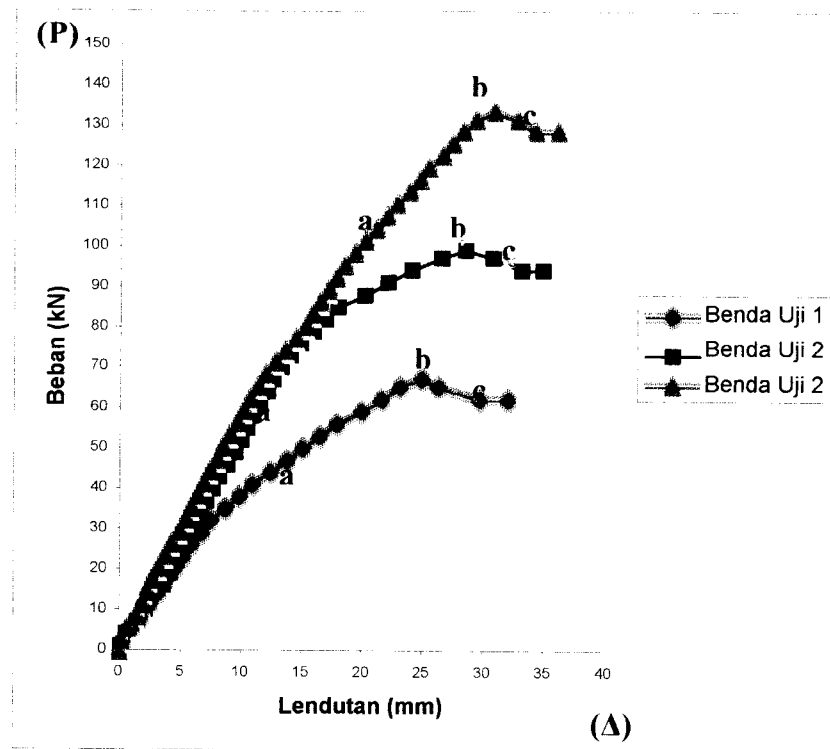 (P)
150
140
130
120
110
100
90
80
70
60
50
40
30
20
10
0
Beban (kN)
b
c
a
b
c
a
b
c
a
0 5 10 15 20 25 30 35 40
Lendutan (mm)
(Δ)
Benda Uji 1
Benda Uji 2
Benda Uji 2